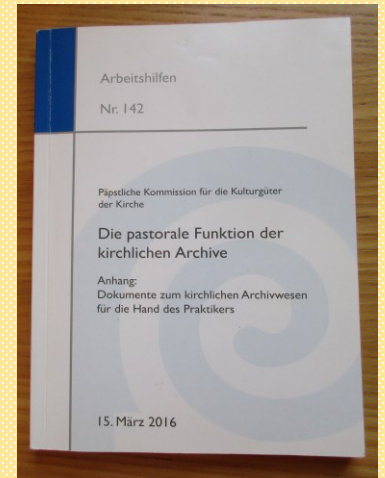 Arbeitshilfen
Nr. 142
Päpstliche Kommission für die Kulturgüter
der Kirche
Die pastorale Funktion der
kirchlichen Archive
Anhang:
Dokumente zum kirchlichen Archivwesen
für die Hand des Praktikers
15. März 2016